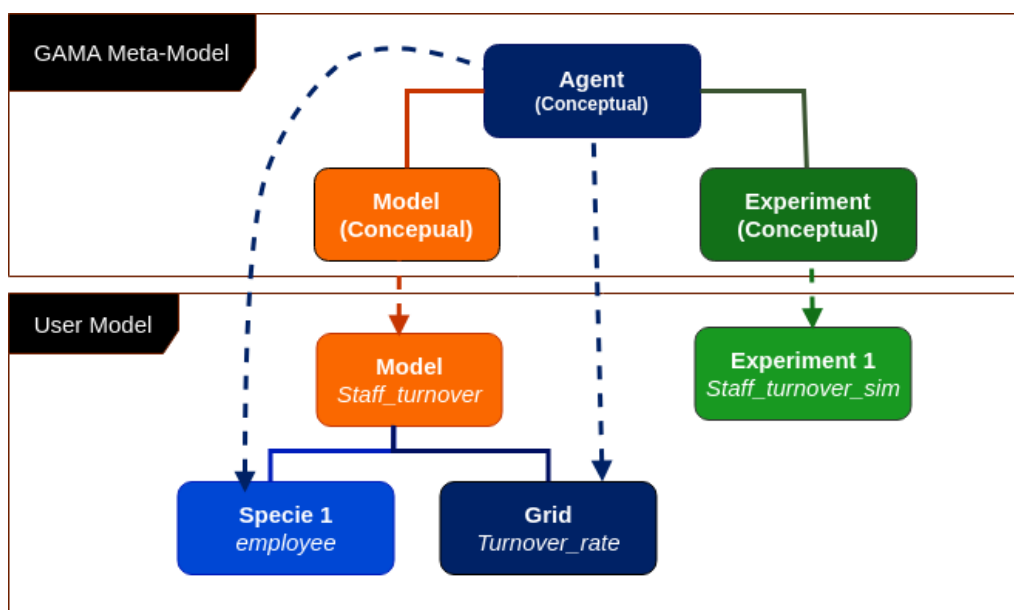 GAMA Meta-Model
Agent
(Conceptual)
Model
(Concepual)
Experiment
(Conceptual)
User Model
Model
Staff_turnover
Experiment 1
Staff_turnover_sim
Specie 1
employee
Grid
Turnover_rate